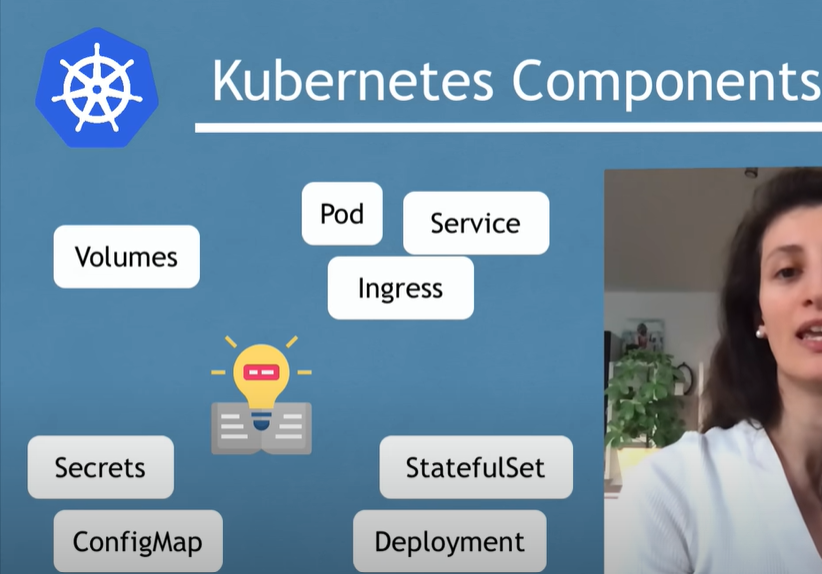 Kubernetes Components
Pod
Service
Volumes
Ingress
Secrets
StatefulSet
ConfigMap
Deployment